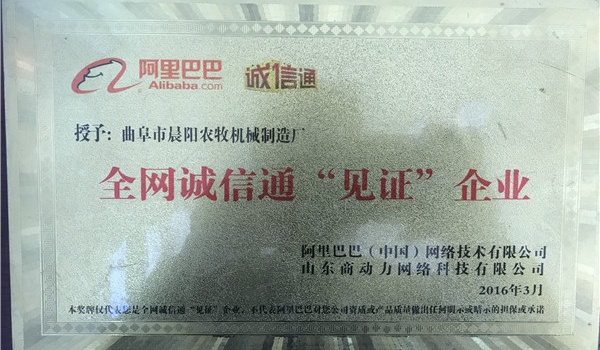 阿里巴巴 诚信通
Alibaba.com
授予：曲阜市晨阳农牧机械制造厂
全网诚信通“见证”企业
阿里巴巴（中国）网络技术有限公司
山东商动力网络科技有限公司
2016年3月
本奖牌仅代表您是全网诚信通“见证”企业，不代表阿里巴巴对您公司资质或产品质量做出任何明示或暗示的担保或承诺